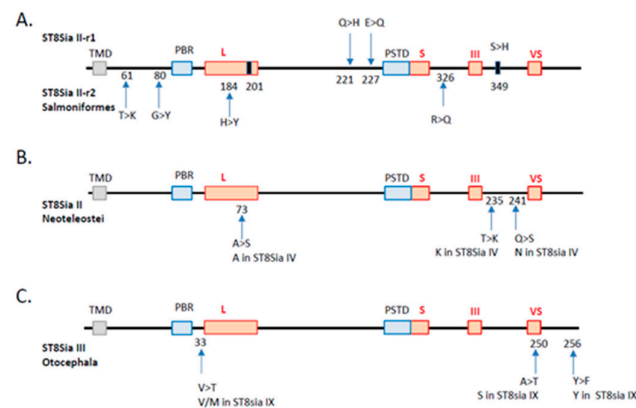 A.
Q>H E>Q
ST8Sia II-r1
TMD PBR L PSTD S III S>H VS
61 80 184 201 221 227 326 349
ST8Sia II-r2
Salmoniformes
T>K G>Y H>Y R>Q
B.
TMD PBR L PSTD S III VS
ST8Sia II
Neoteleostei
73 235 241
A>S T>K Q>S
A in ST8Sia IV K in ST8Sia IV N in ST8Sia IV
C.
TMD PBR L PSTD S III VS
ST8Sia III
Otocephala
33 250 256
V>T A>T Y>F
V/M in ST8sia IX S in ST8sia IX Y in ST8sia IX